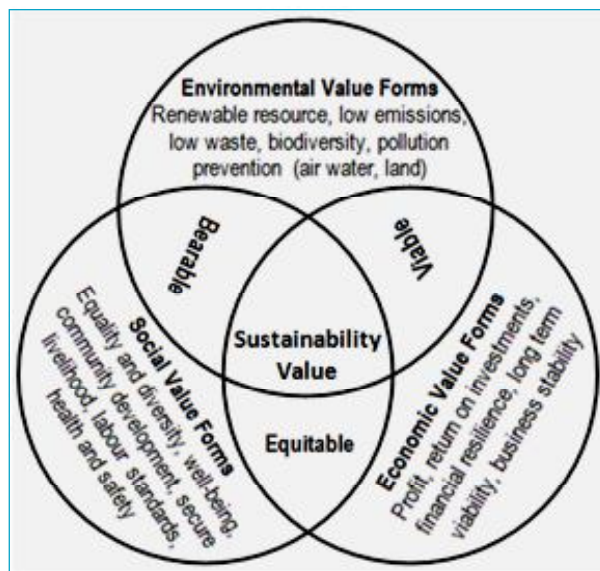 Environmental Value Forms
Renewable resource, low emissions,
low waste, biodiversity, pollution
prevention (air water, land)
Bearable
Viable
Sustainability
Value
Equitable
Social Value Forms
Equality and diversity, well-being,
community development, secure
livelihood, labour standards,
health and safety
Economic Value Forms
Profit, return on investments,
financial resilience, long term
viability, business stability